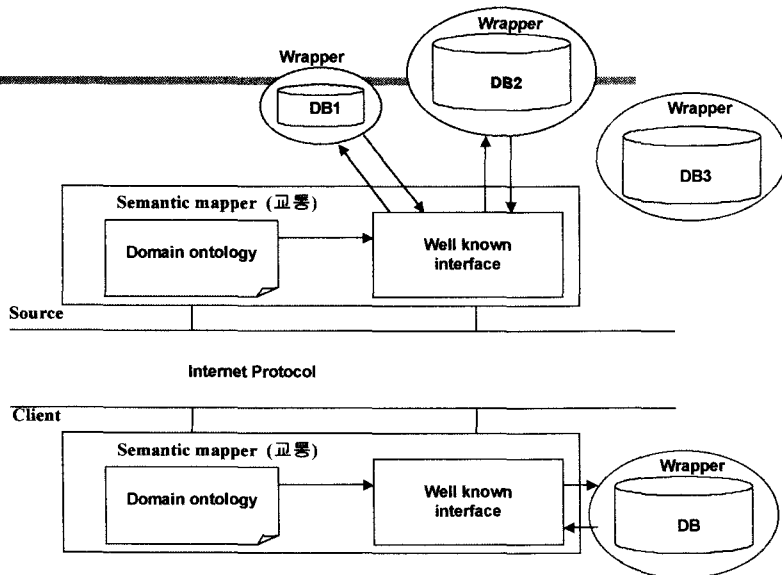 Wrapper
DB1
Wrapper
DB2
Wrapper
DB3
Semantic mapper (교통)
Domain ontology
Well known
interface
Source
Internet Protocol
Client
Semantic mapper (교통)
Domain ontology
Well known
interface
Wrapper
DB